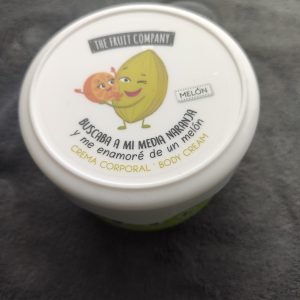 THE FRUIT COMPANY
MELÓN
BUSCABA A MI MEDIA NARANJA
y me enamoré de un melón
CREMA CORPORAL · BODY CREAM